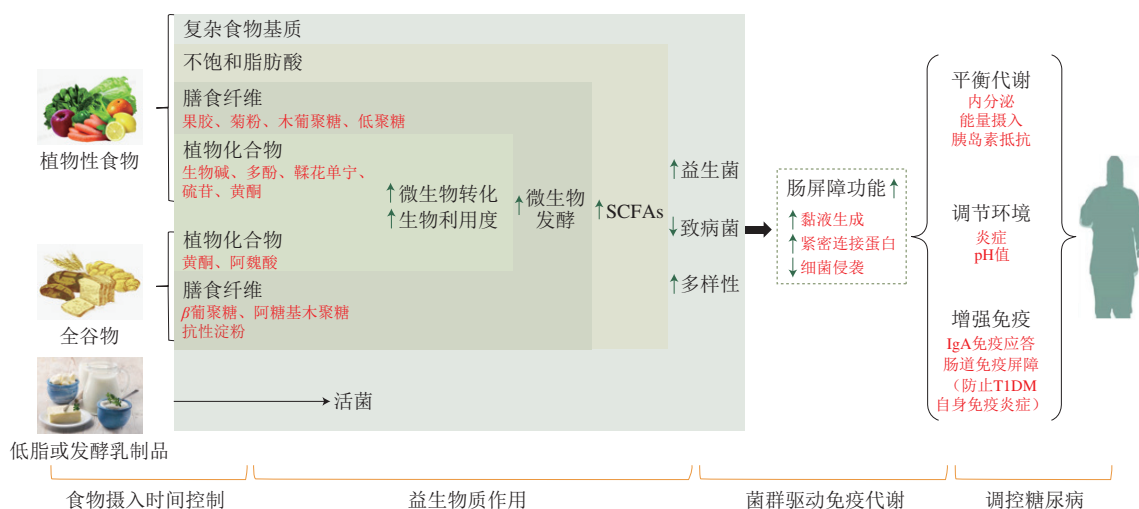 复杂食物基质
不饱和脂肪酸
膳食纤维
果胶、菊粉、木葡聚糖、低聚糖
植物化合物
生物碱、多酚、鞣花单宁、
硫苷、黄酮
植物性食物
植物化合物
黄酮、阿魏酸
膳食纤维
β葡聚糖、阿糖基木聚糖
抗性淀粉
全谷物
活菌
低脂或发酵乳制品
↑微生物转化
↑生物利用度
↑微生物
发酵
↑SCFAs
↑益生菌
↓致病菌
↑多样性
肠屏障功能↑
↑黏液生成
↑紧密连接蛋白
↓细菌侵袭
平衡代谢
内分泌
能量摄入
胰岛素抵抗
调节环境
炎症
pH值
增强免疫
IgA免疫应答
肠道免疫屏障
（防止T1DM
自身免疫炎症）
食物摄入时间控制
益生物质作用
菌群驱动免疫代谢
调控糖尿病